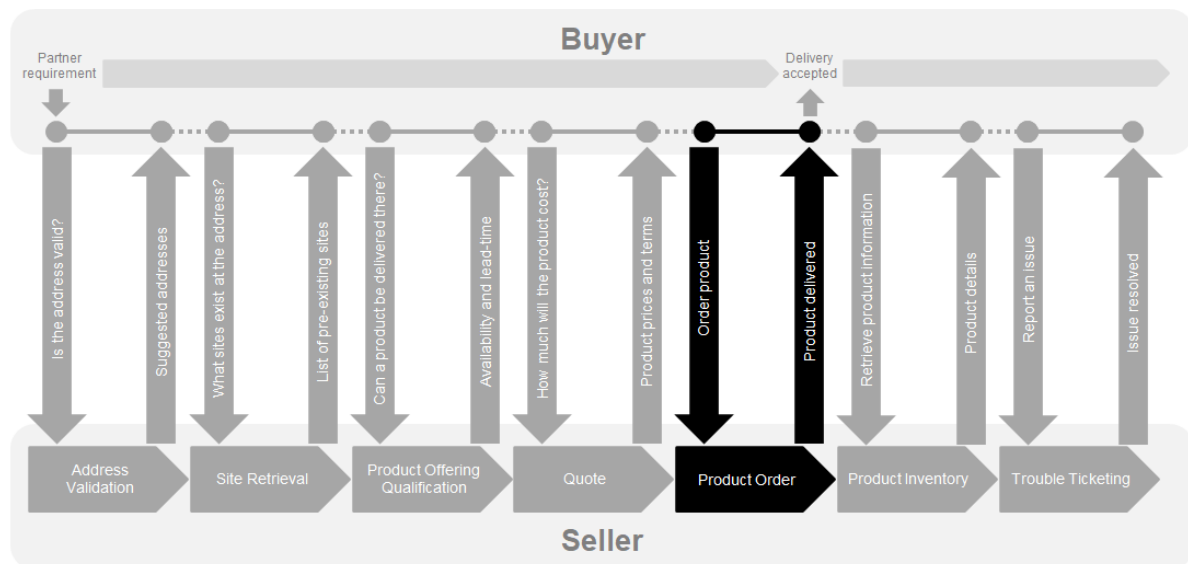 Buyer
Partner
requirement
Delivery
accepted
Is the address valid?
Suggested addresses
What sites exist at the address?
List of pre-existing sites
Can a product be delivered there?
Availability and lead-time
How much will the product cost?
Product prices and terms
Order product
Product delivered
Retrieve product information
Product details
Report an issue
Issue resolved
Address
Validation
Site Retrieval
Product Offering
Qualification
Quote
Product Order
Product Inventory
Trouble Ticketing
Seller